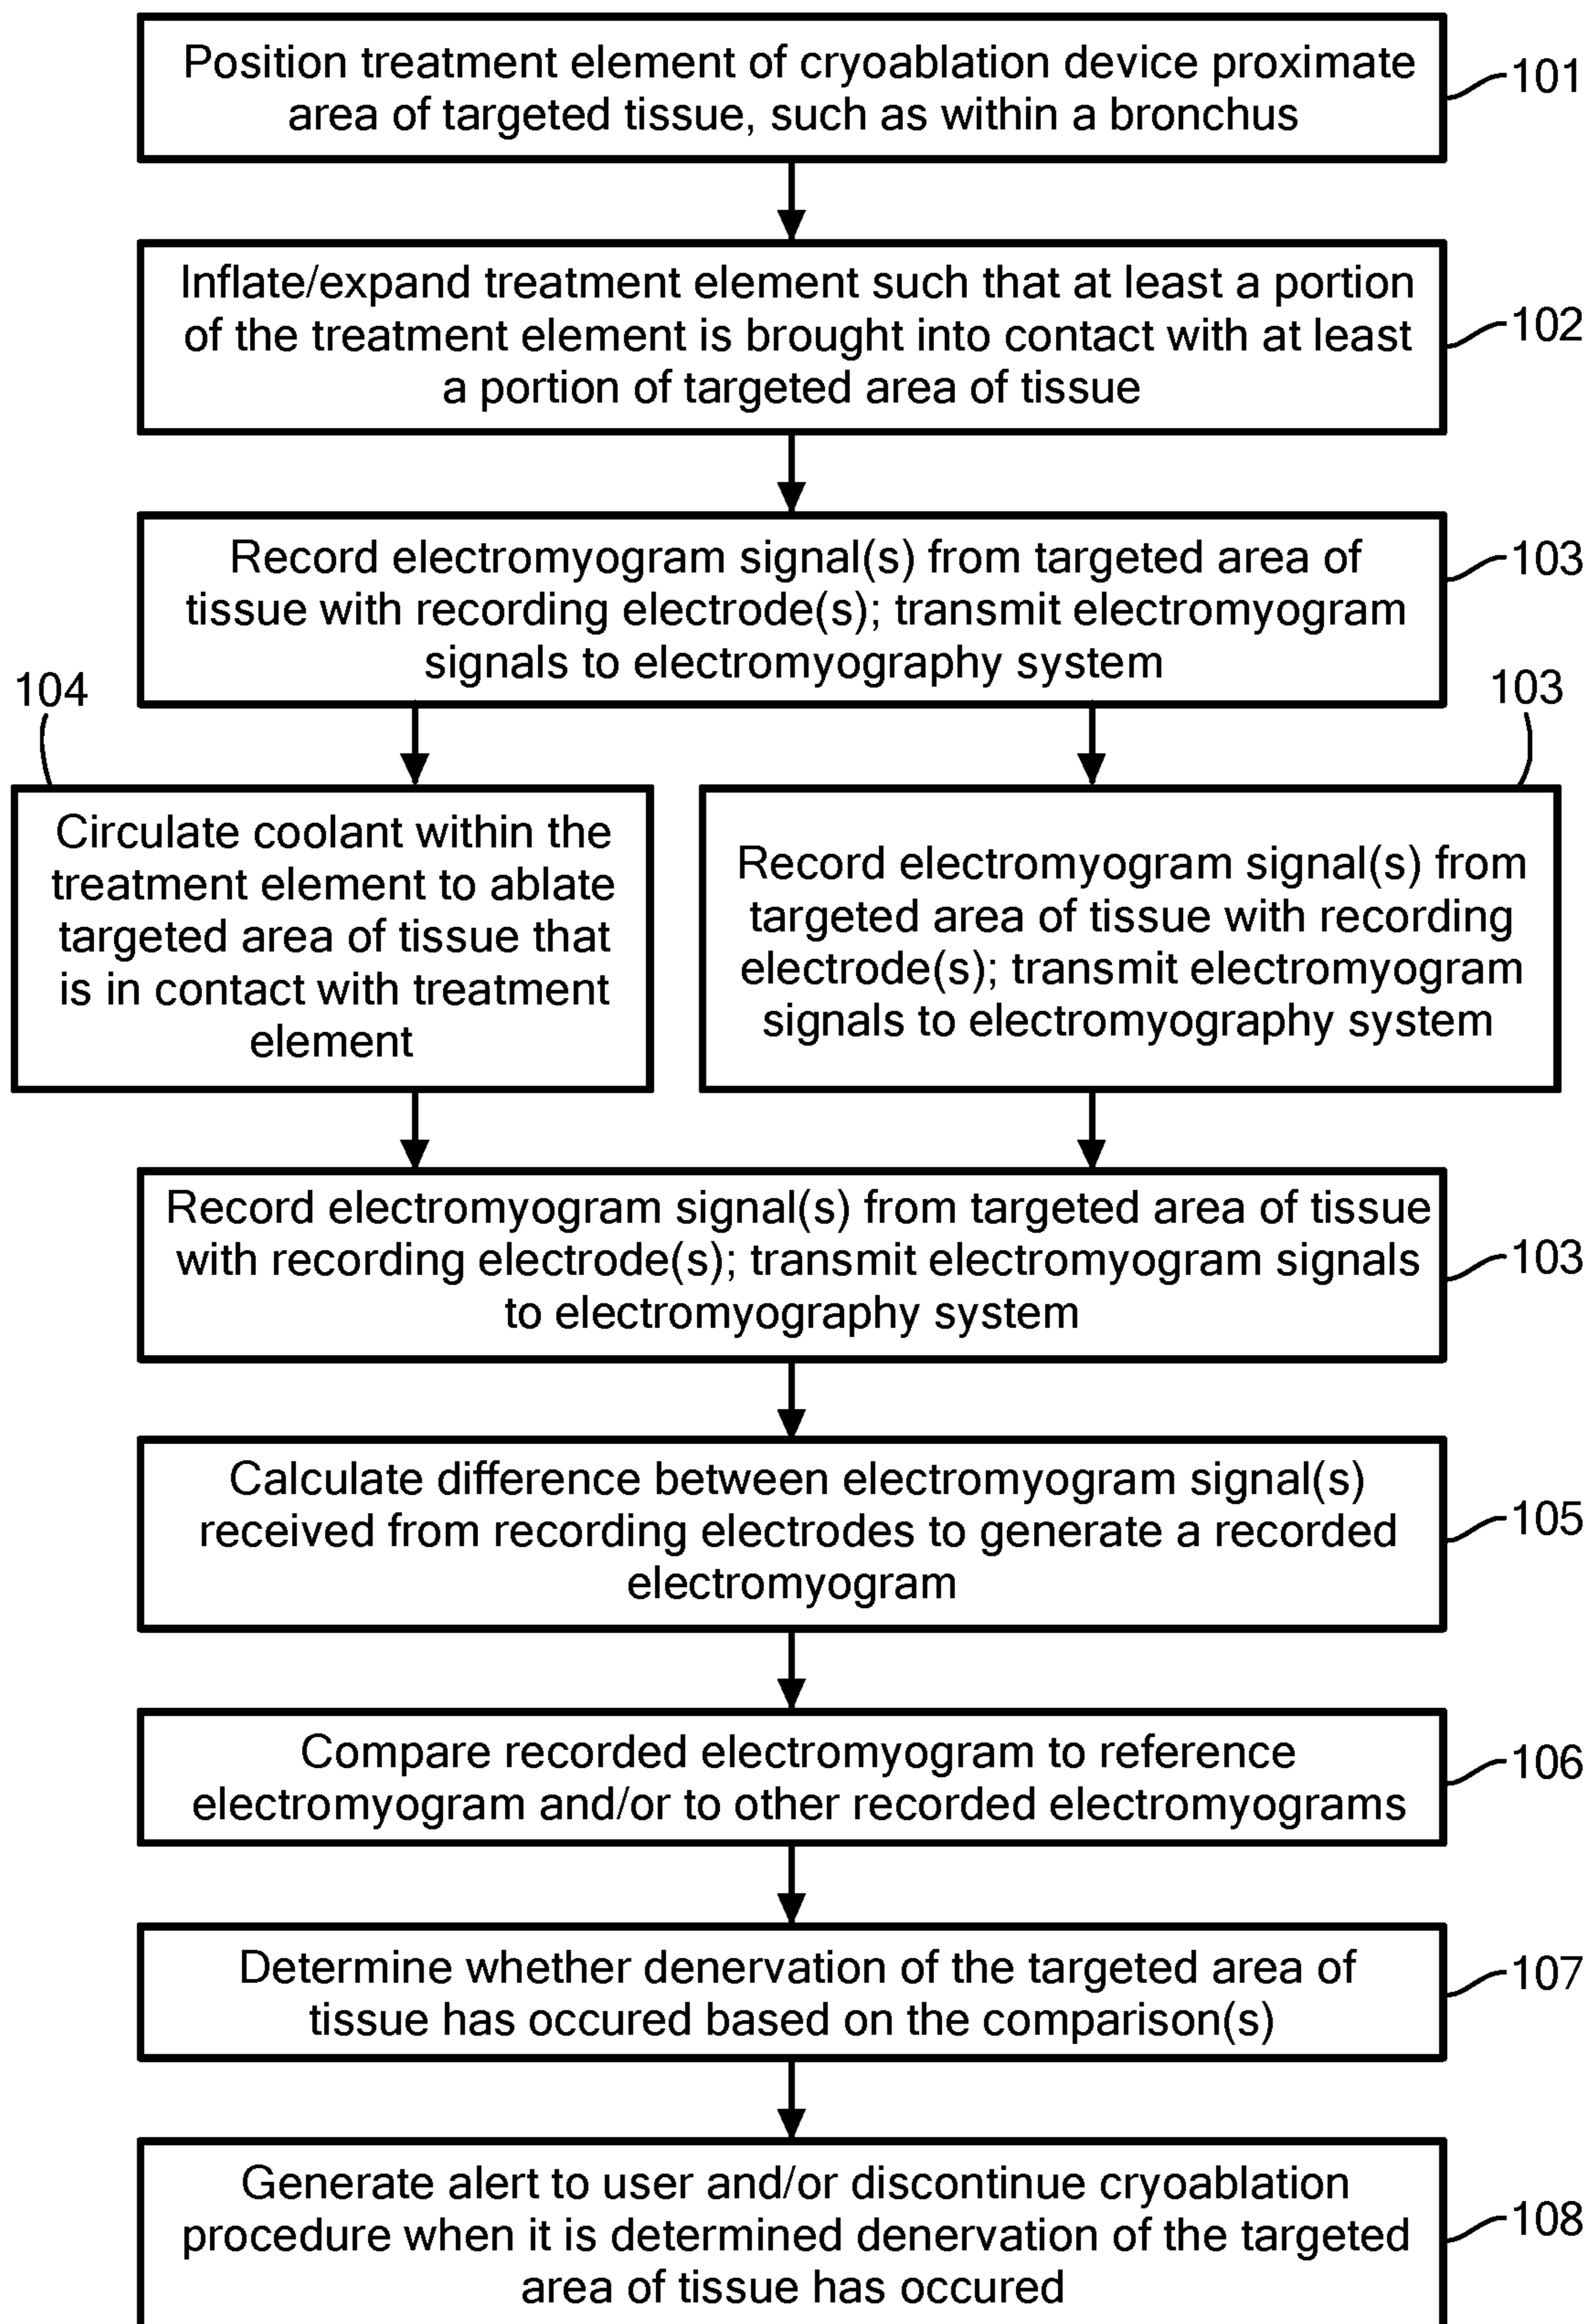 Position treatment element of cryoablation device proximate
area of targeted tissue, such as within a bronchus
101
Inflate/expand treatment element such that at least a portion
of the treatment element is brought into contact with at least
a portion of targeted area of tissue
102
Record electromyogram signal(s) from targeted area of
tissue with recording electrode(s); transmit electromyogram
signals to electromyography system
103
104
Circulate coolant within the
treatment element to ablate
targeted area of tissue that
is in contact with treatment
element
103
Record electromyogram signal(s) from
targeted area of tissue with recording
electrode(s); transmit electromyogram
signals to electromyography system
Record electromyogram signal(s) from targeted area of tissue
with recording electrode(s); transmit electromyogram signals
to electromyography system
103
Calculate difference between electromyogram signal(s)
received from recording electrodes to generate a recorded
electromyogram
105
Compare recorded electromyogram to reference
electromyogram and/or to other recorded electromyograms
106
Determine whether denervation of the targeted area of
tissue has occured based on the comparison(s)
107
Generate alert to user and/or discontinue cryoablation
procedure when it is determined denervation of the targeted
area of tissue has occured
108